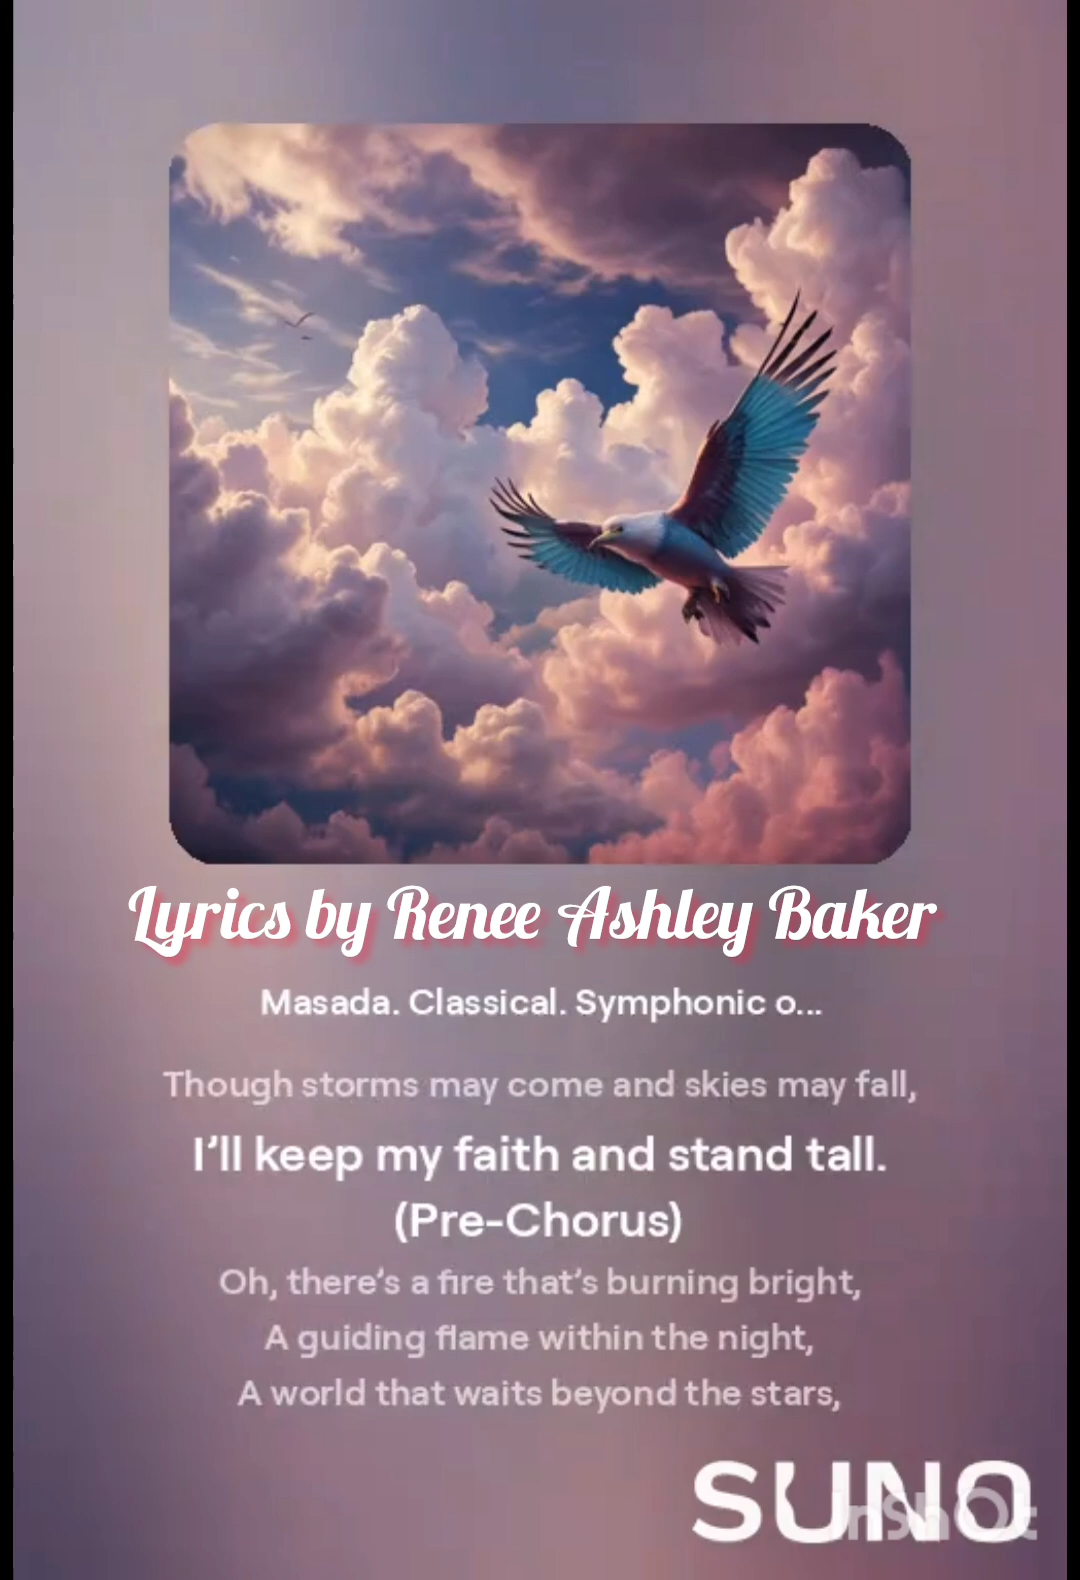 Lyrics by Renee Ashley Baker
Masada. Classical. Symphonic o...
Though storms may come and skies may fall,
I’ll keep my faith and stand tall.
(Pre-Chorus)
Oh, there’s a fire that’s burning bright,
A guiding flame within the night,
A world that waits beyond the stars,
SUNO
InShOt